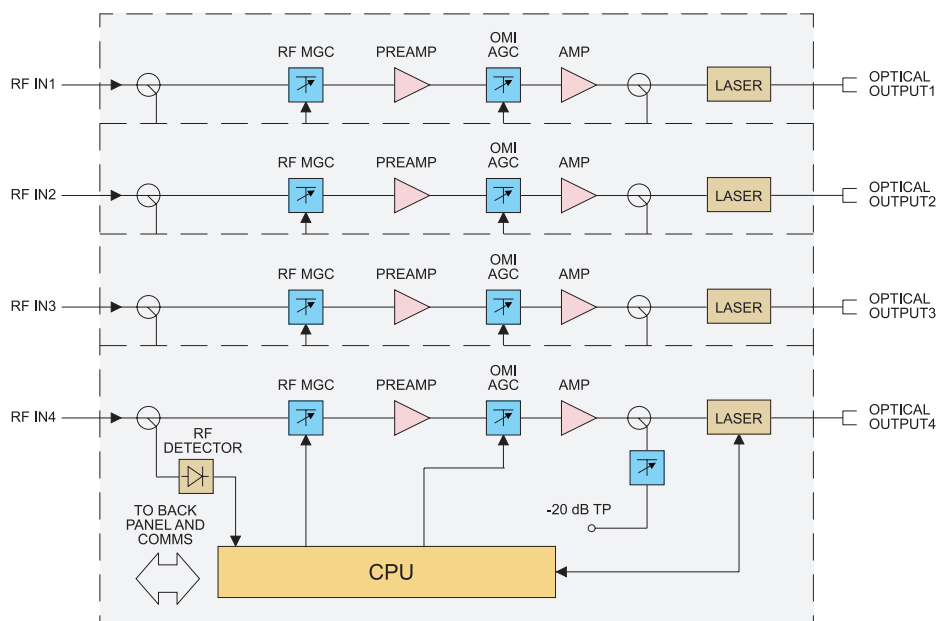 OMI
RF MGC PREAMP AGC AMP
RF IN1 LASER OPTICAL
OUTPUT1
OMI
RF MGC PREAMP AGC AMP
RF IN2 LASER OPTICAL
OUTPUT2
OMI
RF MGC PREAMP AGC AMP
RF IN3 LASER OPTICAL
OUTPUT3
OMI
RF MGC PREAMP AGC AMP
RF IN4 LASER OPTICAL
OUTPUT4
RF
DETECTOR
-20 dB TP
TO BACK
PANEL AND
COMMS
CPU